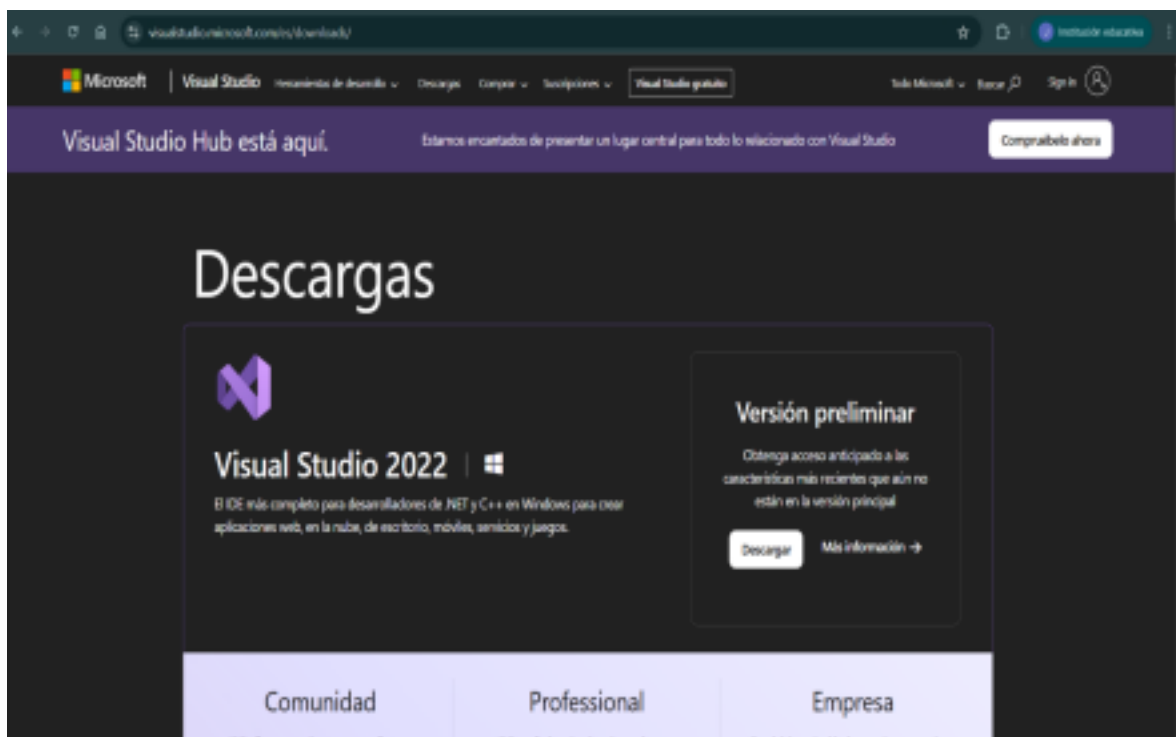 visualstudio.microsoft.com/es/downloads/
Institución educativa
Microsoft | Visual Studio Herramientas de desarrollo Descargas Comprar Suscripciones Visual Studio gratuito Todo Microsoft Buscar Sign in
Visual Studio Hub está aquí.
Estamos encantados de presentar un lugar central para todo lo relacionado con Visual Studio
Compruébelo ahora
Descargas
Visual Studio 2022
El IDE más completo para desarrolladores de .NET y C++ en Windows para crear
aplicaciones web, en la nube, de escritorio, móviles, servicios y juegos.
Versión preliminar
Obtenga acceso anticipado a las
características más recientes que aún no
están en la versión principal
Descargar
Más información →
Comunidad
Professional
Empresa